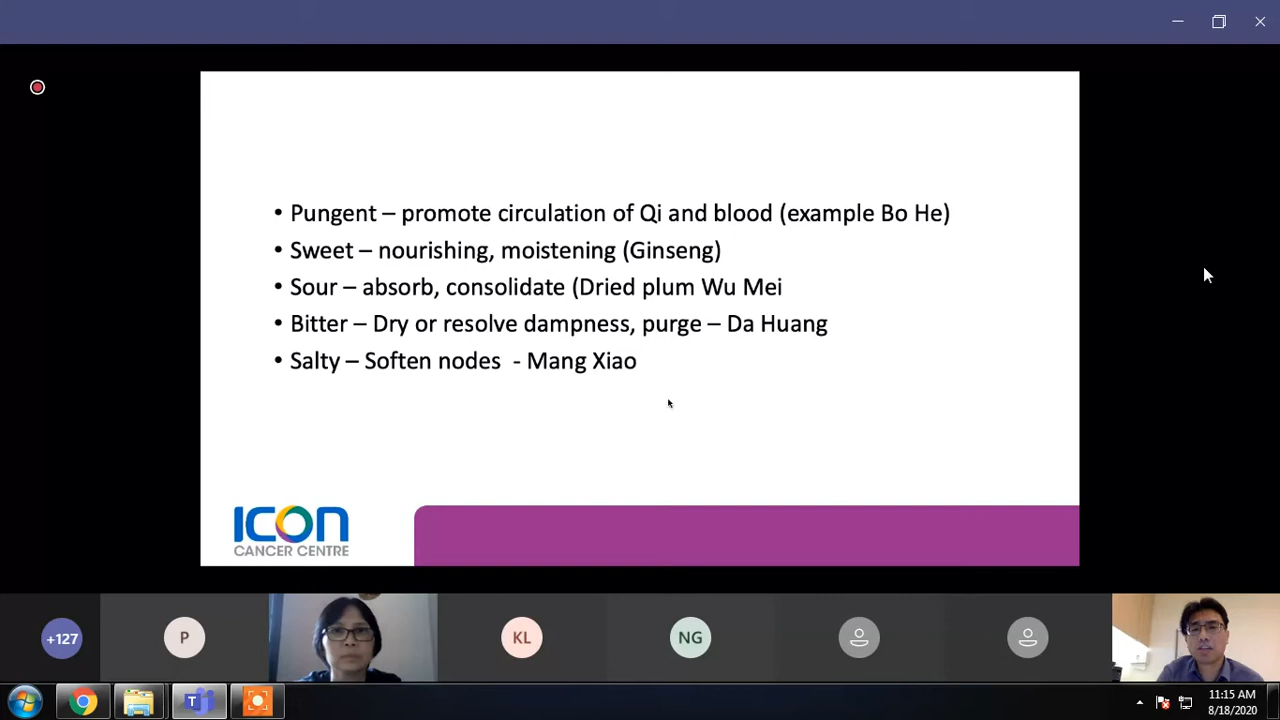 • Pungent – promote circulation of Qi and blood (example Bo He)
• Sweet – nourishing, moistening (Ginseng)
• Sour – absorb, consolidate (Dried plum Wu Mei
• Bitter – Dry or resolve dampness, purge – Da Huang
• Salty – Soften nodes - Mang Xiao
ICON
CANCER CENTRE
+127
P
KL
NG
11:15 AM
8/18/2020